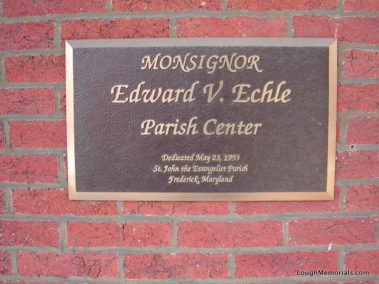 MONSIGNOR
Edward V. Echle
Parish Center
Dedicated May 23, 1993
St. John the Evangelist Parish
Frederick, Maryland
LoughMemorials.com